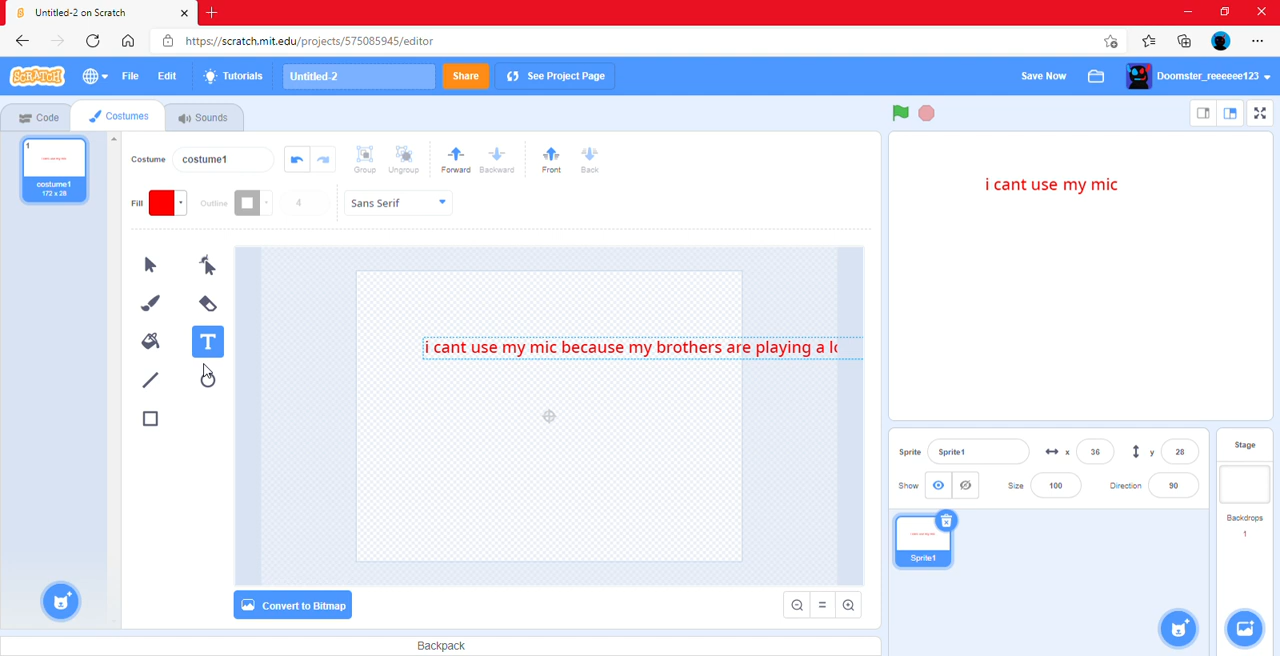 Untitled-2 on Scratch
https://scratch.mit.edu/projects/575085945/editor
SCRATCH File Edit Tutorials Untitled-2 Share See Project Page Save Now Doomster_reeeeee123
Code Costumes Sounds
1
costume1
172 x 28
Costume costume1 Group Ungroup Forward Backward Front Back
Fill Outline 4 Sans Serif
T
i cant use my mic because my brothers are playing a lo
Convert to Bitmap
Backpack
i cant use my mic
Sprite Sprite1 x 36 y 28
Show Size 100 Direction 90
Sprite1
Stage
Backdrops
1